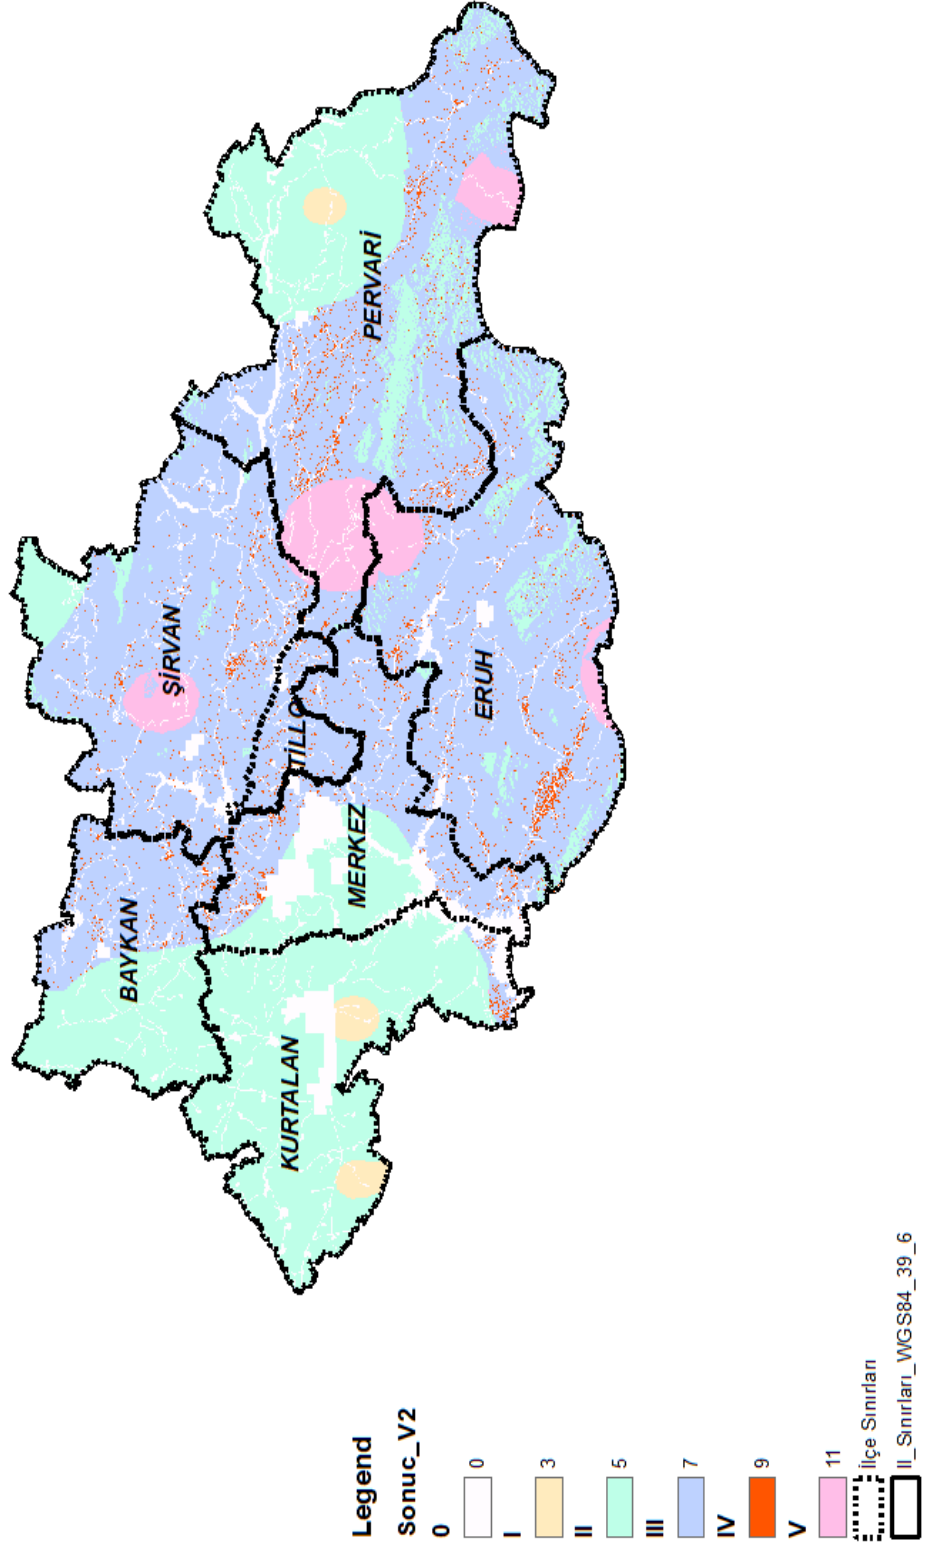 BAYKAN
ŞİRVAN
PERVARİ
KURTALAN
MERKEZ
TİLLO
ERUH
Legend
Sonuc_V2
0
0
I
3
II
5
III
7
IV
9
V
11
İlçe Sınırları
Il_Sınırları_WGS84_39_6